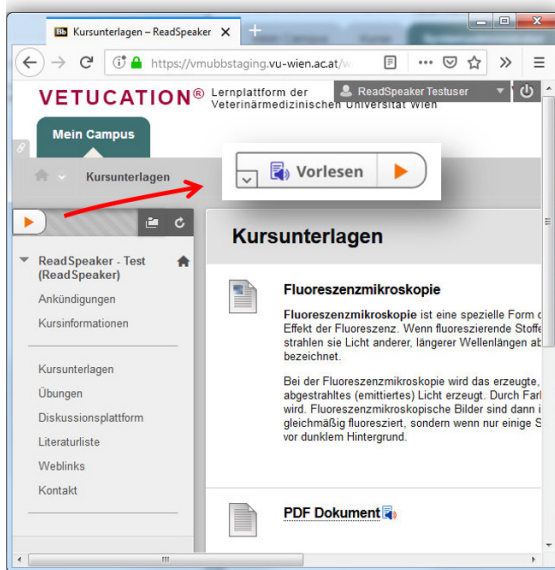 Kursunterlagen – ReadSpeaker
https://vmubbstaging.vu-wien.ac.at/
VETUCATION®
Lernplattform der
Veterinärmedizinischen Universität Wien
ReadSpeaker Testuser
Mein Campus
Kursunterlagen
Vorlesen
ReadSpeaker - Test
(ReadSpeaker)
Ankündigungen
Kursinformationen
Kursunterlagen
Übungen
Diskussionsplattform
Literaturliste
Weblinks
Kontakt
Kursunterlagen
Fluoreszenzmikroskopie
Fluoreszenzmikroskopie ist eine spezielle Form
Effekt der Fluoreszenz. Wenn fluoreszierende Stoffe
strahlen sie Licht anderer, längerer Wellenlängen ab
bezeichnet.
Bei der Fluoreszenzmikroskopie wird das erzeugte,
abgestrahltes (emittiertes) Licht erzeugt. Durch
wird. Fluoreszenzmikroskopische Bilder sind dann
gleichmäßig fluoresziert, sondern wenn nur einige
vor dunklem Hintergrund.
PDF Dokument